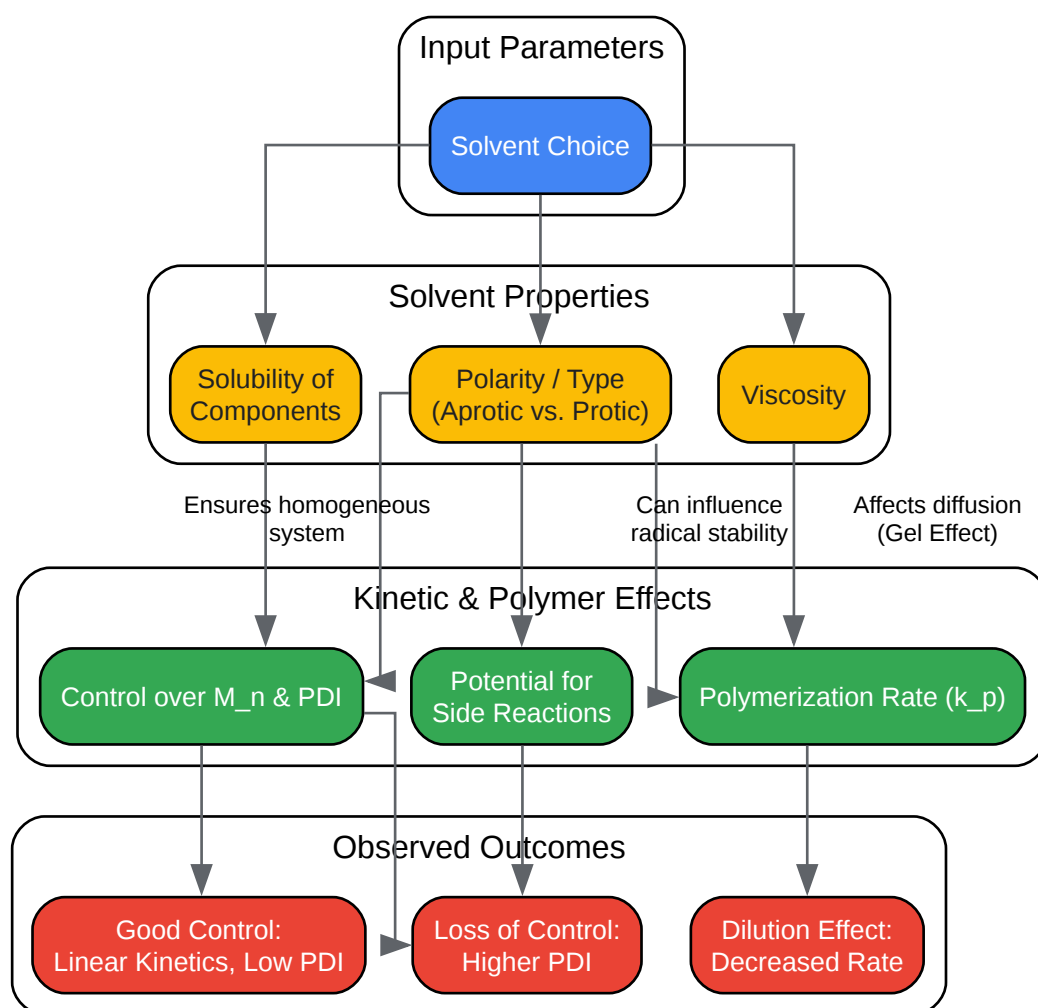 Input Parameters
Solvent Choice
Solvent Properties
Solubility of
Components
Polarity / Type
(Aprotic vs. Protic)
Viscosity
Ensures homogeneous
system
Can influence
radical stability
Affects diffusion
(Gel Effect)
Kinetic & Polymer Effects
Control over M_n & PDI
Potential for
Side Reactions
Polymerization Rate (k_p)
Observed Outcomes
Good Control:
Linear Kinetics, Low PDI
Loss of Control:
Higher PDI
Dilution Effect:
Decreased Rate